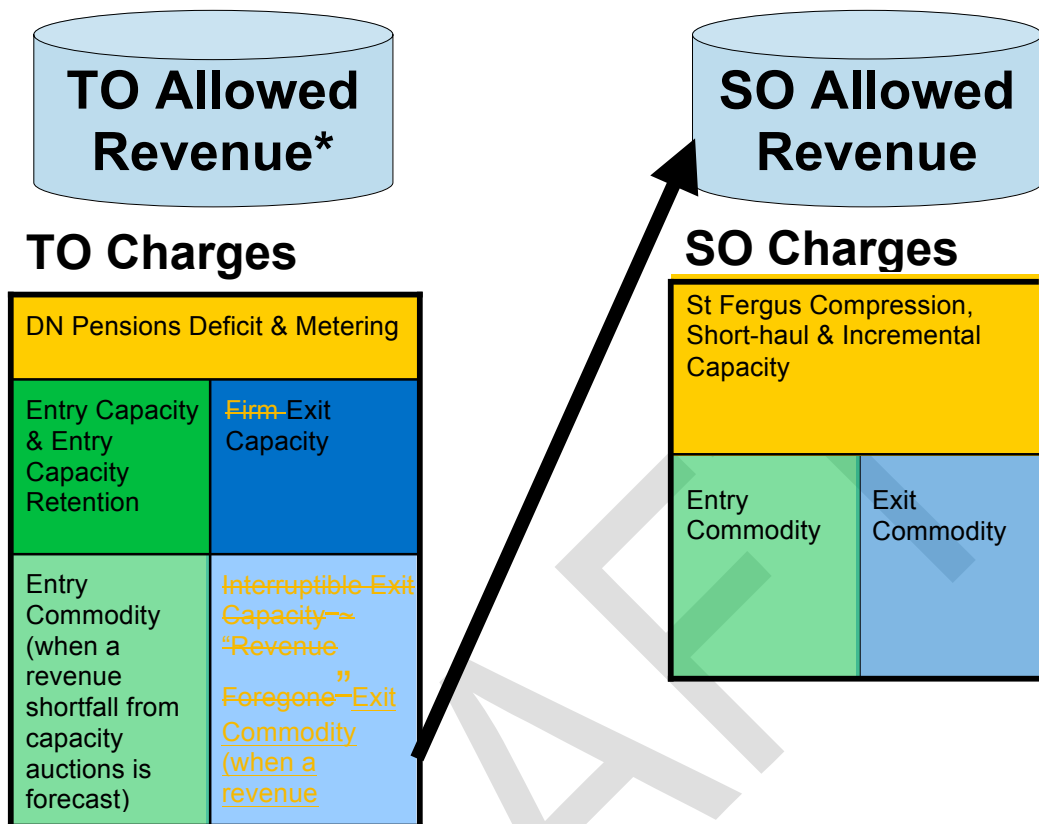 TO Allowed
Revenue*
SO Allowed
Revenue
TO Charges
DN Pensions Deficit & Metering
Entry Capacity
& Entry
Capacity
Retention
Firm Exit
Capacity
Entry
Commodity
(when a
revenue
shortfall from
capacity
auctions is
forecast)
Interruptible Exit
Capacity ~
“Revenue
Foregone” Exit
Commodity
(when a
revenue
SO Charges
St Fergus Compression,
Short-haul & Incremental
Capacity
Entry
Commodity
Exit
Commodity